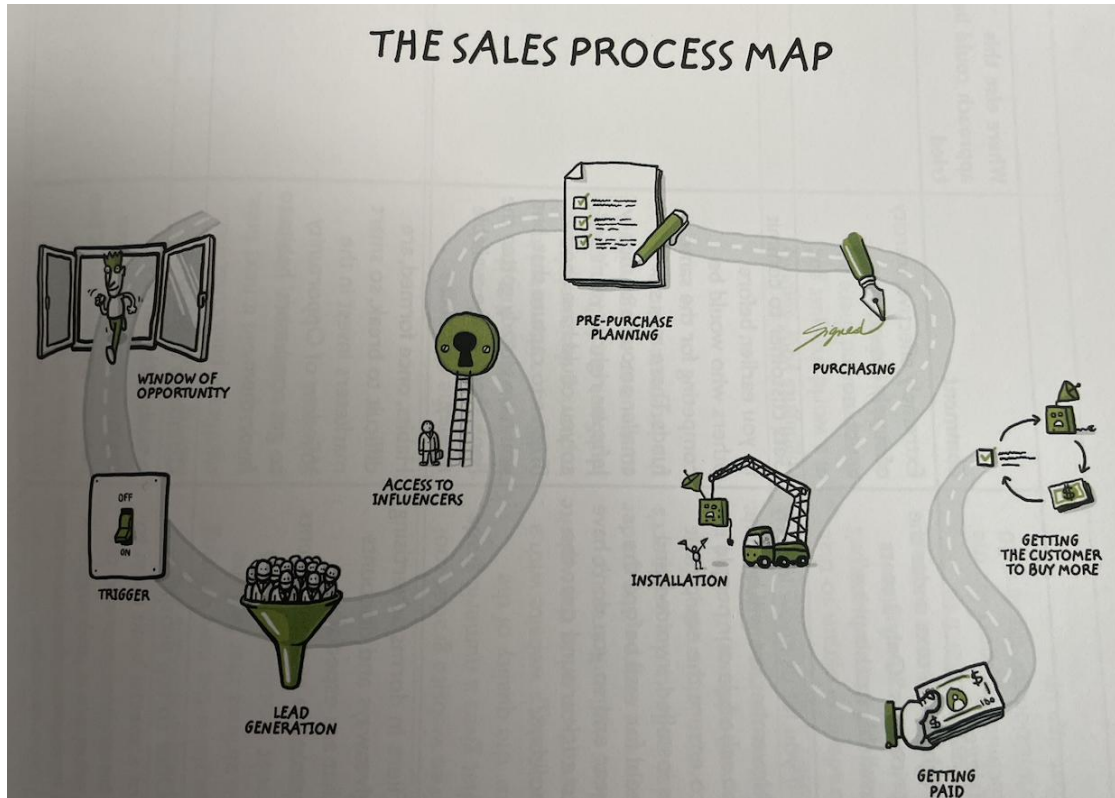 THE SALES PROCESS MAP
WINDOW OF
OPPORTUNITY
OFF
ON
TRIGGER
LEAD
GENERATION
ACCESS TO
INFLUENCERS
PRE-PURCHASE
PLANNING
Signed
PURCHASING
INSTALLATION
$
$
100
GETTING
PAID
$
GETTING
THE CUSTOMER
TO BUY MORE